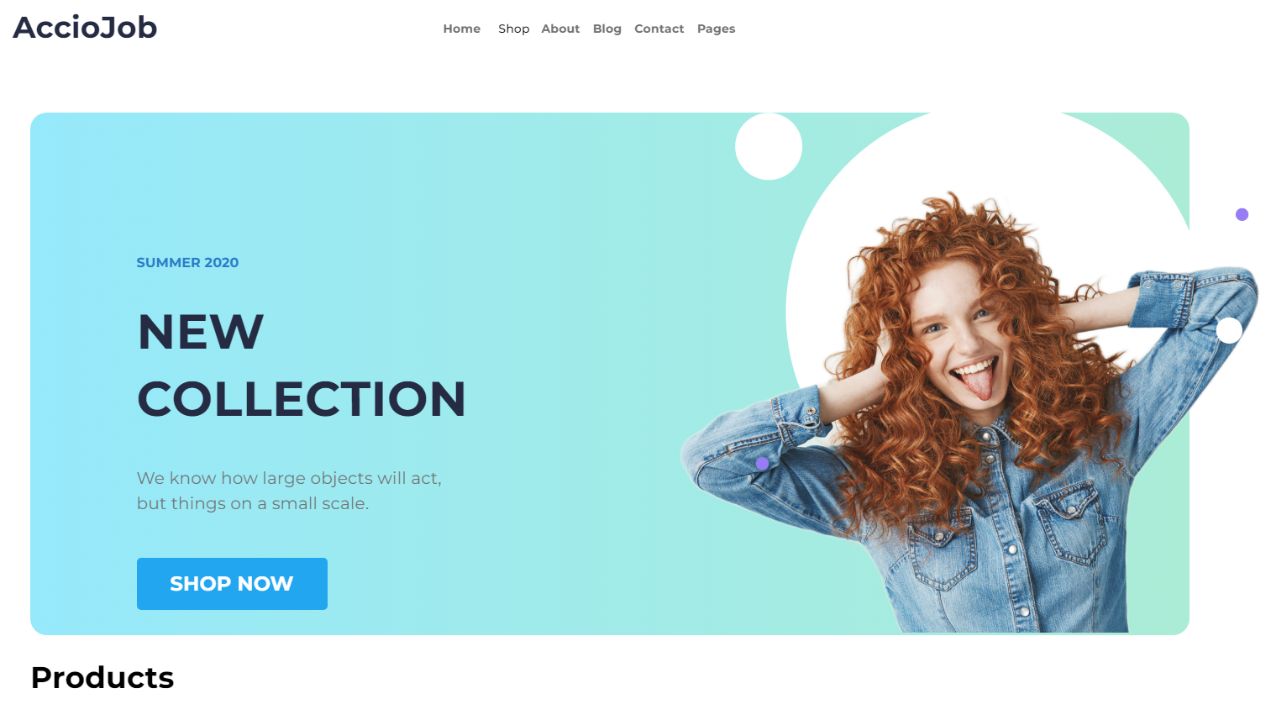 AccioJob
Home Shop About Blog Contact Pages
SUMMER 2020
NEW
COLLECTION
We know how large objects will act,
but things on a small scale.
SHOP NOW
Products